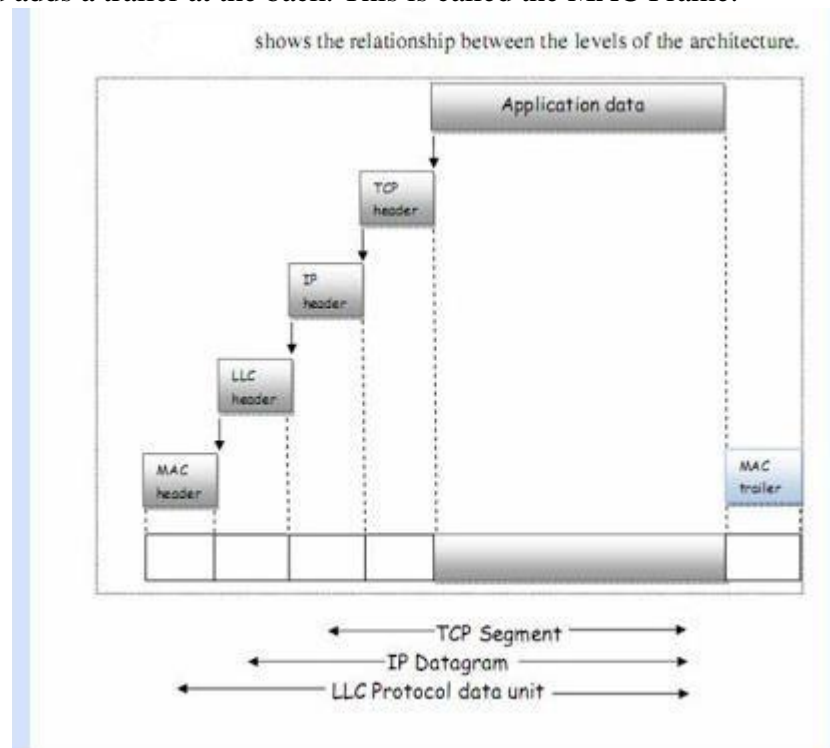 adds a trailer at the back. This is called the MAC Frame.
shows the relationship between the levels of the architecture.
Application data
TCP
header
IP
header
LLC
header
MAC
header
MAC
trailer
TCP Segment
IP Datagram
LLC Protocol data unit